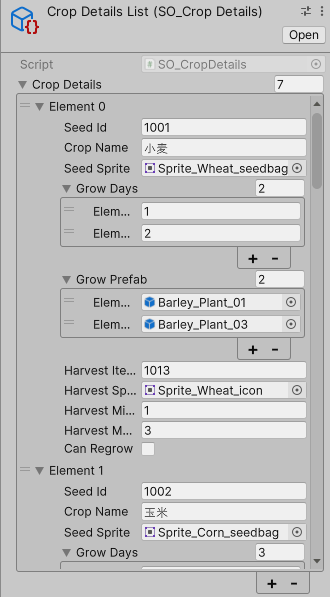 Crop Details List (SO_Crop Details)
Open
Script # SO_CropDetails
Crop Details 7
Element 0
Seed Id 1001
Crop Name 小麦
Seed Sprite Sprite_Wheat_seedbag
Grow Days 2
Elem... 1
Elem... 2
+ -
Grow Prefab 2
Elem... Barley_Plant_01
Elem... Barley_Plant_03
+ -
Harvest Ite... 1013
Harvest Sp... Sprite_Wheat_icon
Harvest Mi... 1
Harvest M... 3
Can Regrow
Element 1
Seed Id 1002
Crop Name 玉米
Seed Sprite Sprite_Corn_seedbag
Grow Days 3
+ -